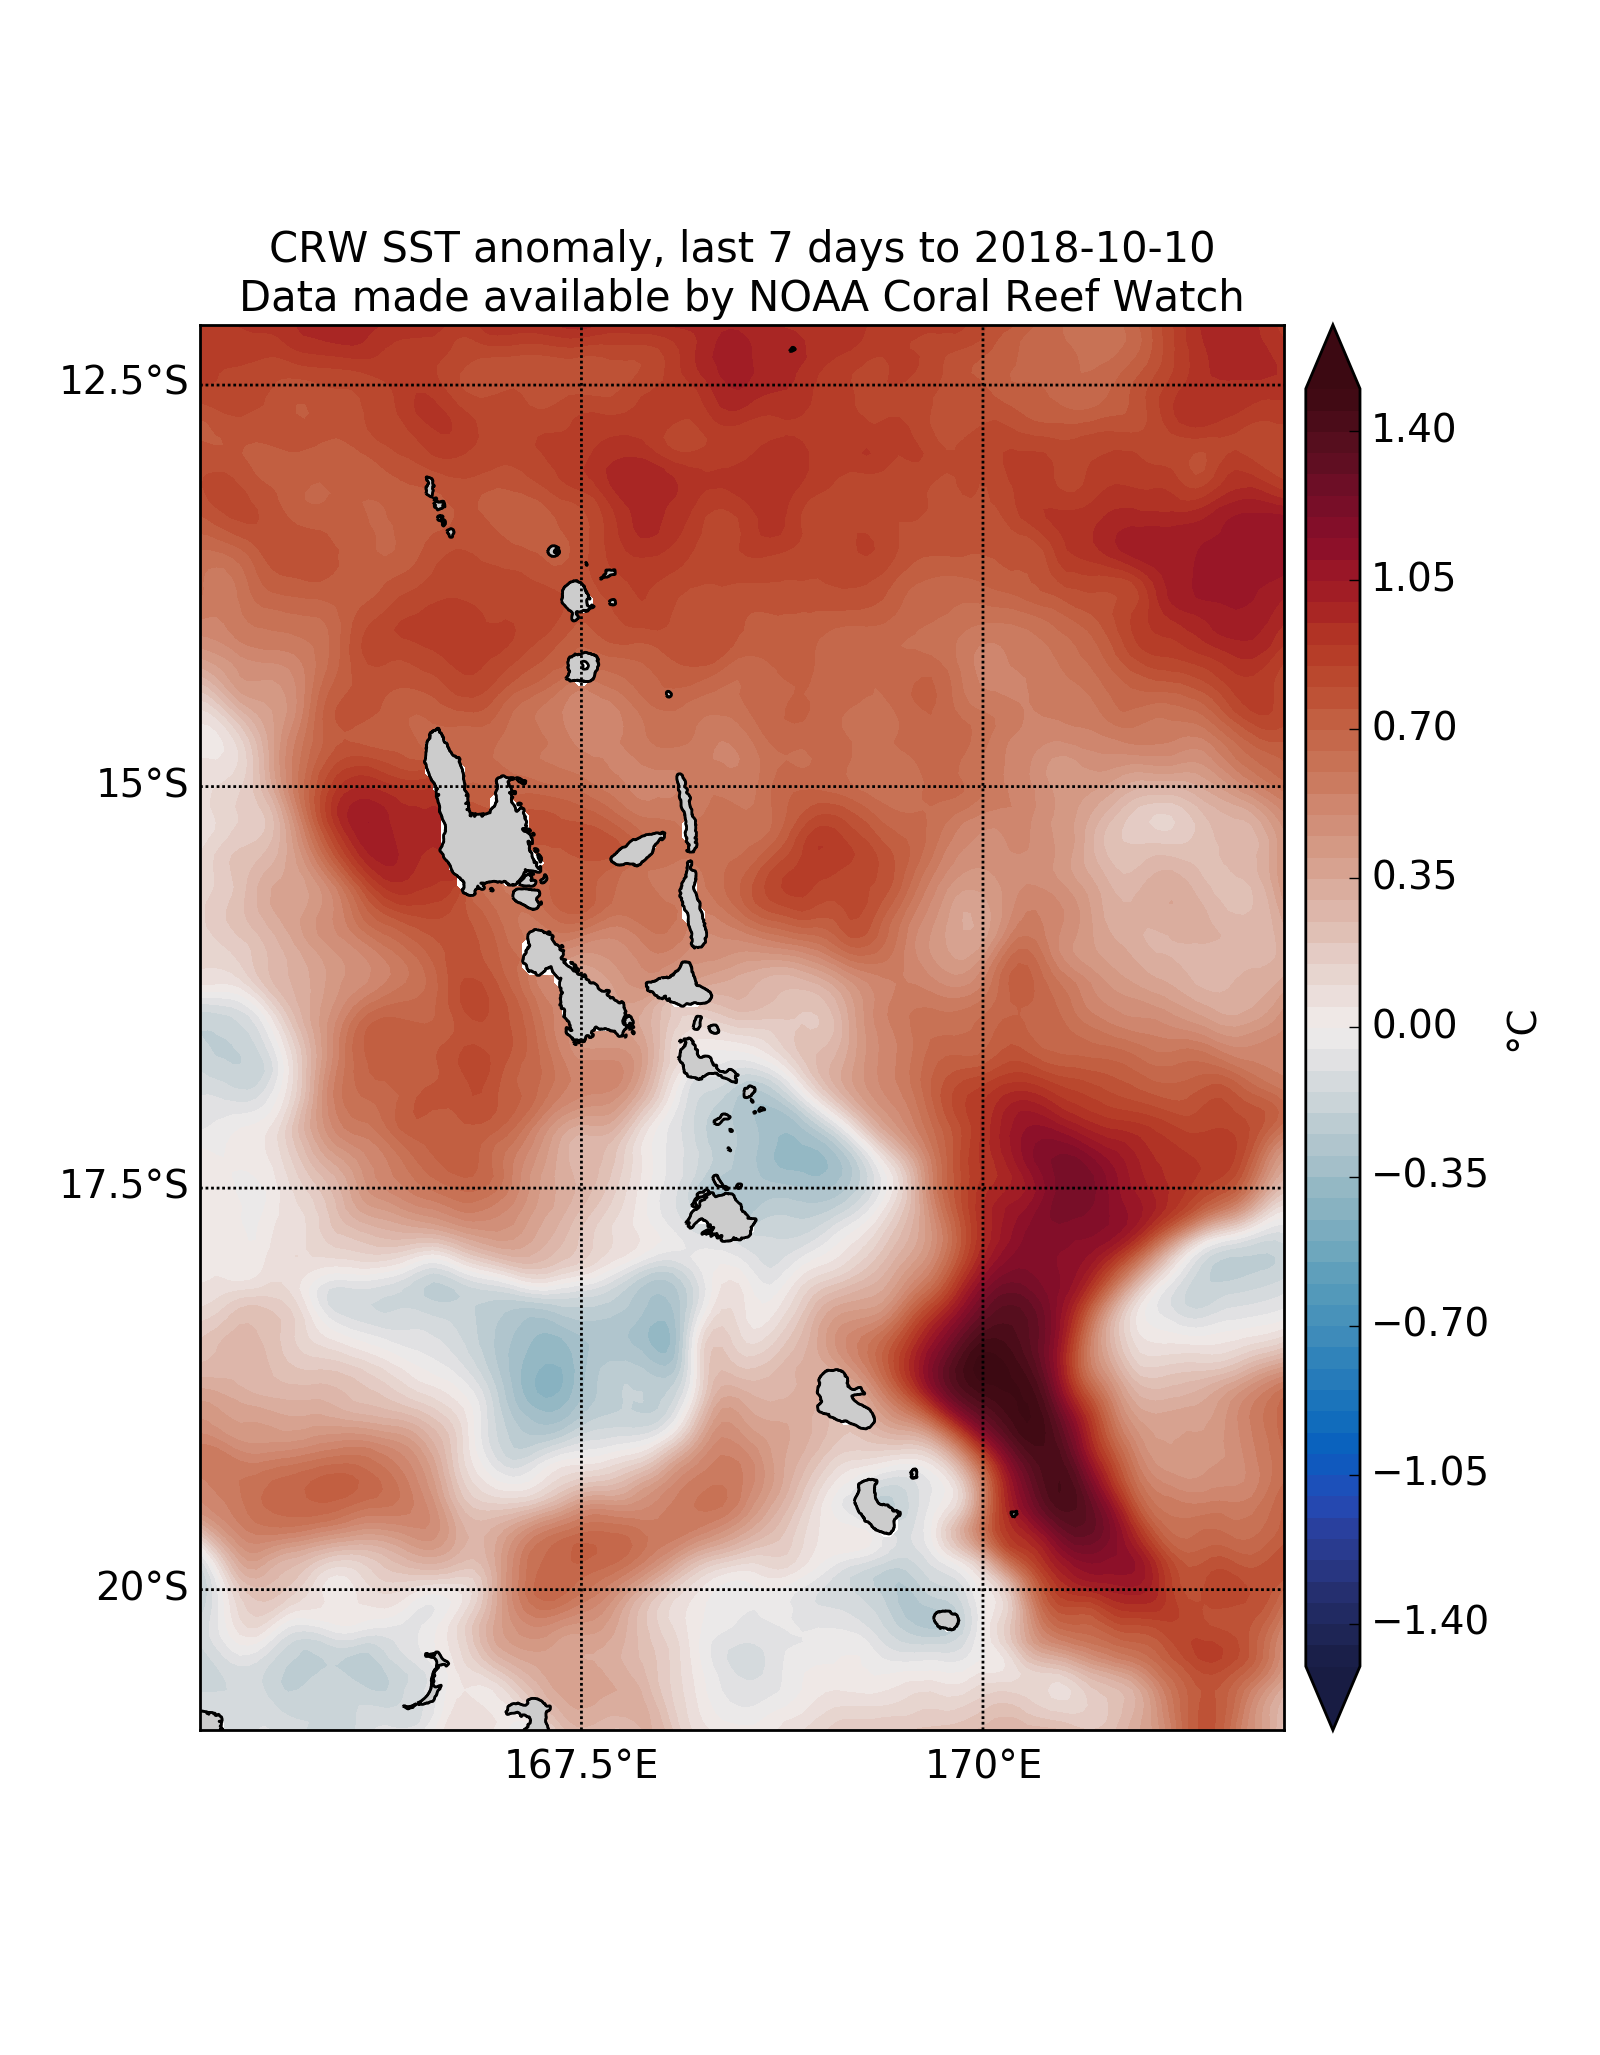 CRW SST anomaly, last 7 days to 2018-10-10
Data made available by NOAA Coral Reef Watch
12.5°S
15°S
17.5°S
20°S
167.5°E
170°E
1.40
1.05
0.70
0.35
0.00
−0.35
−0.70
−1.05
−1.40
°C